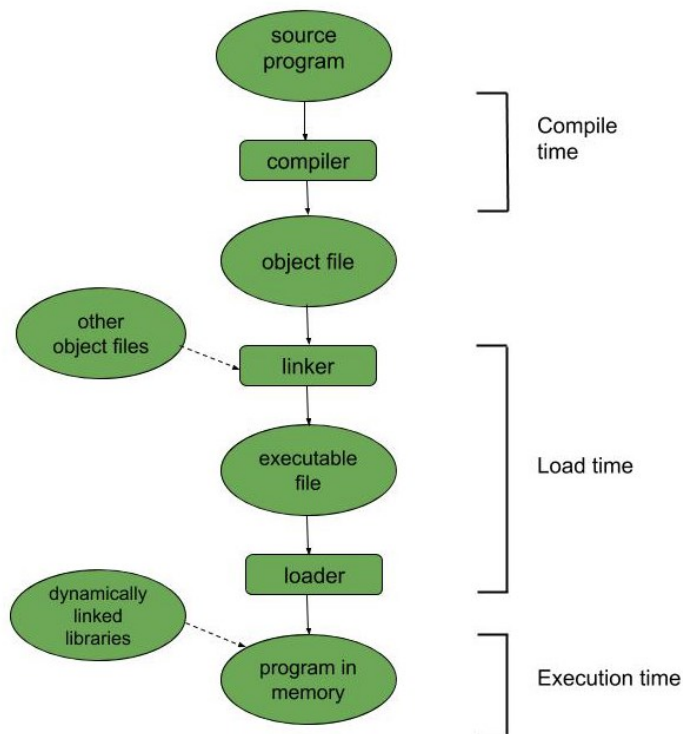 source
program
Compile
time
compiler
object file
other
object files
linker
executable
file
Load time
loader
dynamically
linked
libraries
program in
memory
Execution time